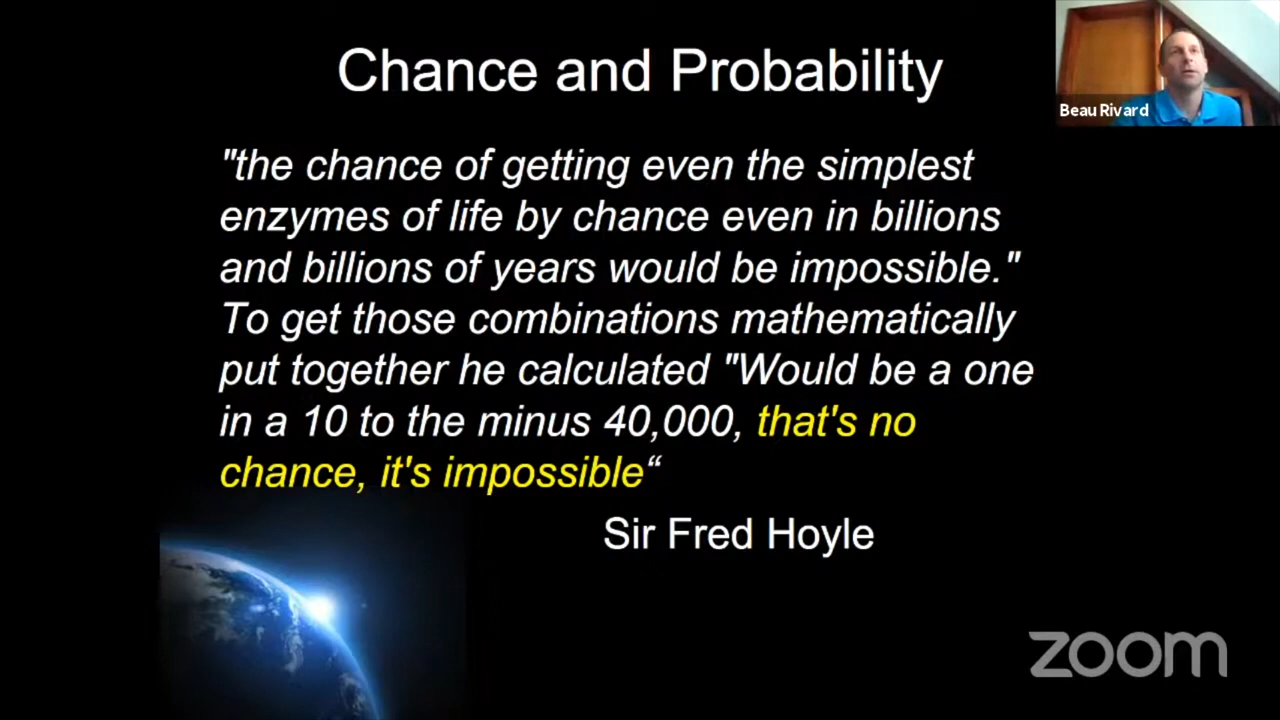 Chance and Probability
Beau Rivard
"the chance of getting even the simplest
enzymes of life by chance even in billions
and billions of years would be impossible."
To get those combinations mathematically
put together he calculated "Would be a one
in a 10 to the minus 40,000, that's no
chance, it's impossible“
Sir Fred Hoyle
zoom